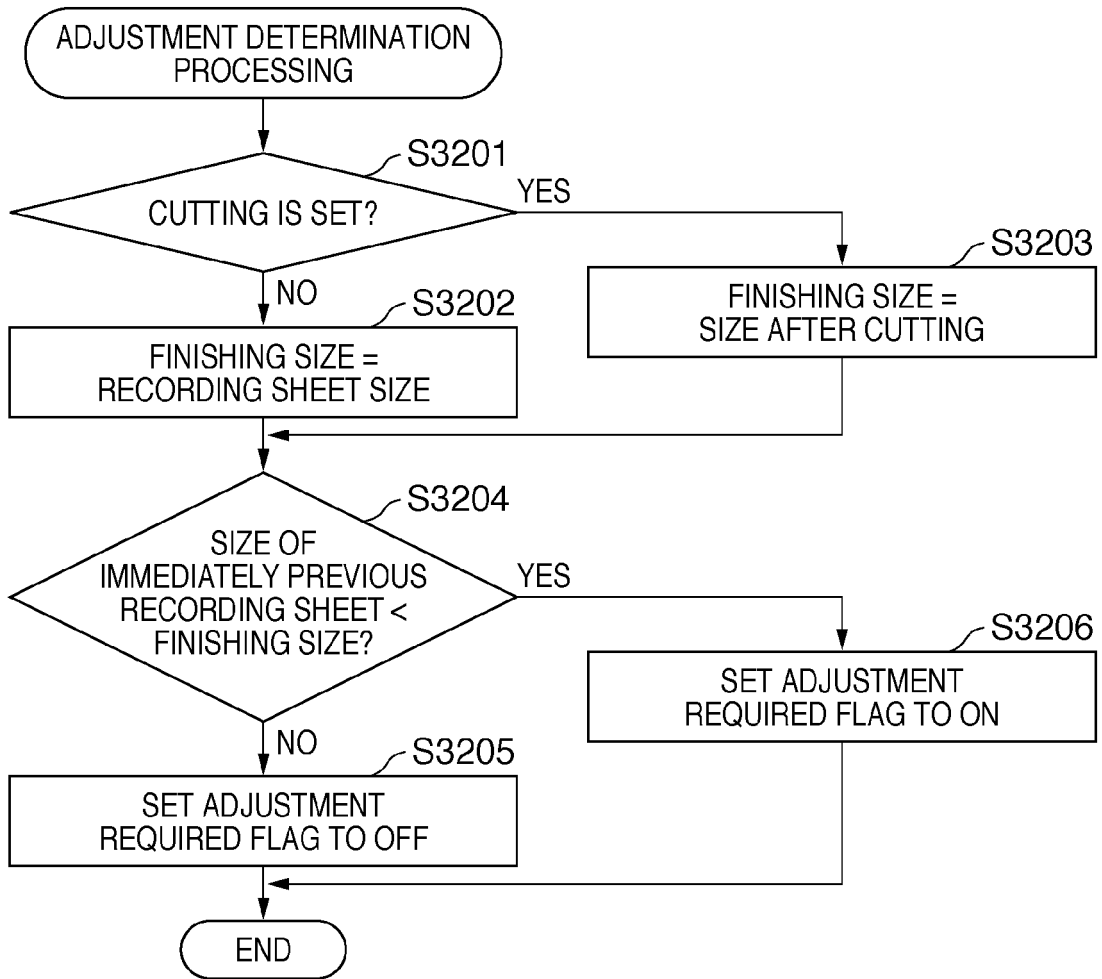 ADJUSTMENT DETERMINATION
PROCESSING
S3201
CUTTING IS SET?
YES
NO
S3203
FINISHING SIZE =
SIZE AFTER CUTTING
S3202
FINISHING SIZE =
RECORDING SHEET SIZE
S3204
SIZE OF
IMMEDIATELY PREVIOUS
RECORDING SHEET <
FINISHING SIZE?
YES
NO
S3206
SET ADJUSTMENT
REQUIRED FLAG TO ON
S3205
SET ADJUSTMENT
REQUIRED FLAG TO OFF
END